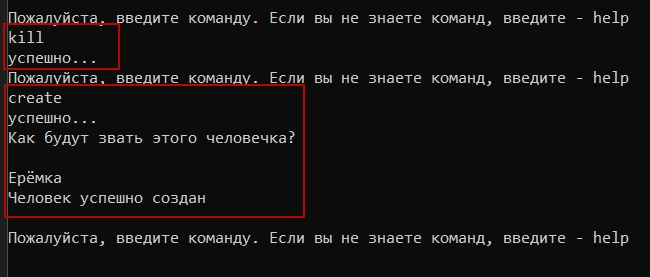 Пожалуйста, введите команду. Если вы не знаете команд, введите - help
kill
успешно...
Пожалуйста, введите команду. Если вы не знаете команд, введите - help
create
успешно...
Как будут звать этого человечка?
Ерёмка
Человек успешно создан
Пожалуйста, введите команду. Если вы не знаете команд, введите - help